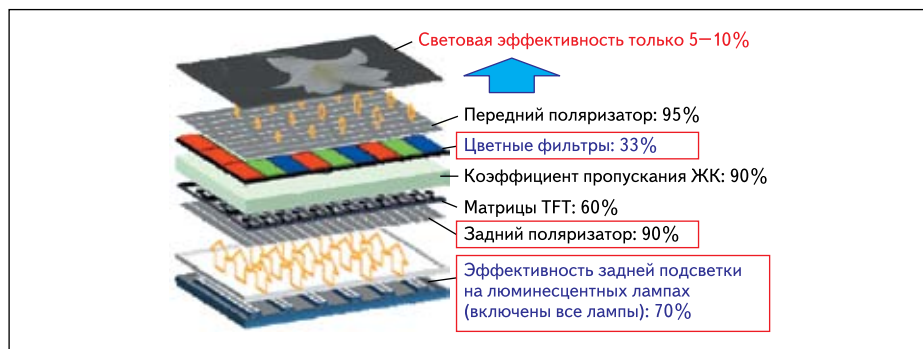 Световая эффективность только 5—10%
Передний поляризатор: 95%
Цветные фильтры: 33%
Коэффициент пропускания ЖК: 90%
Матрицы TFT: 60%
Задний поляризатор: 90%
Эффективность задней подсветки
на люминесцентных лампах
(включены все лампы): 70%